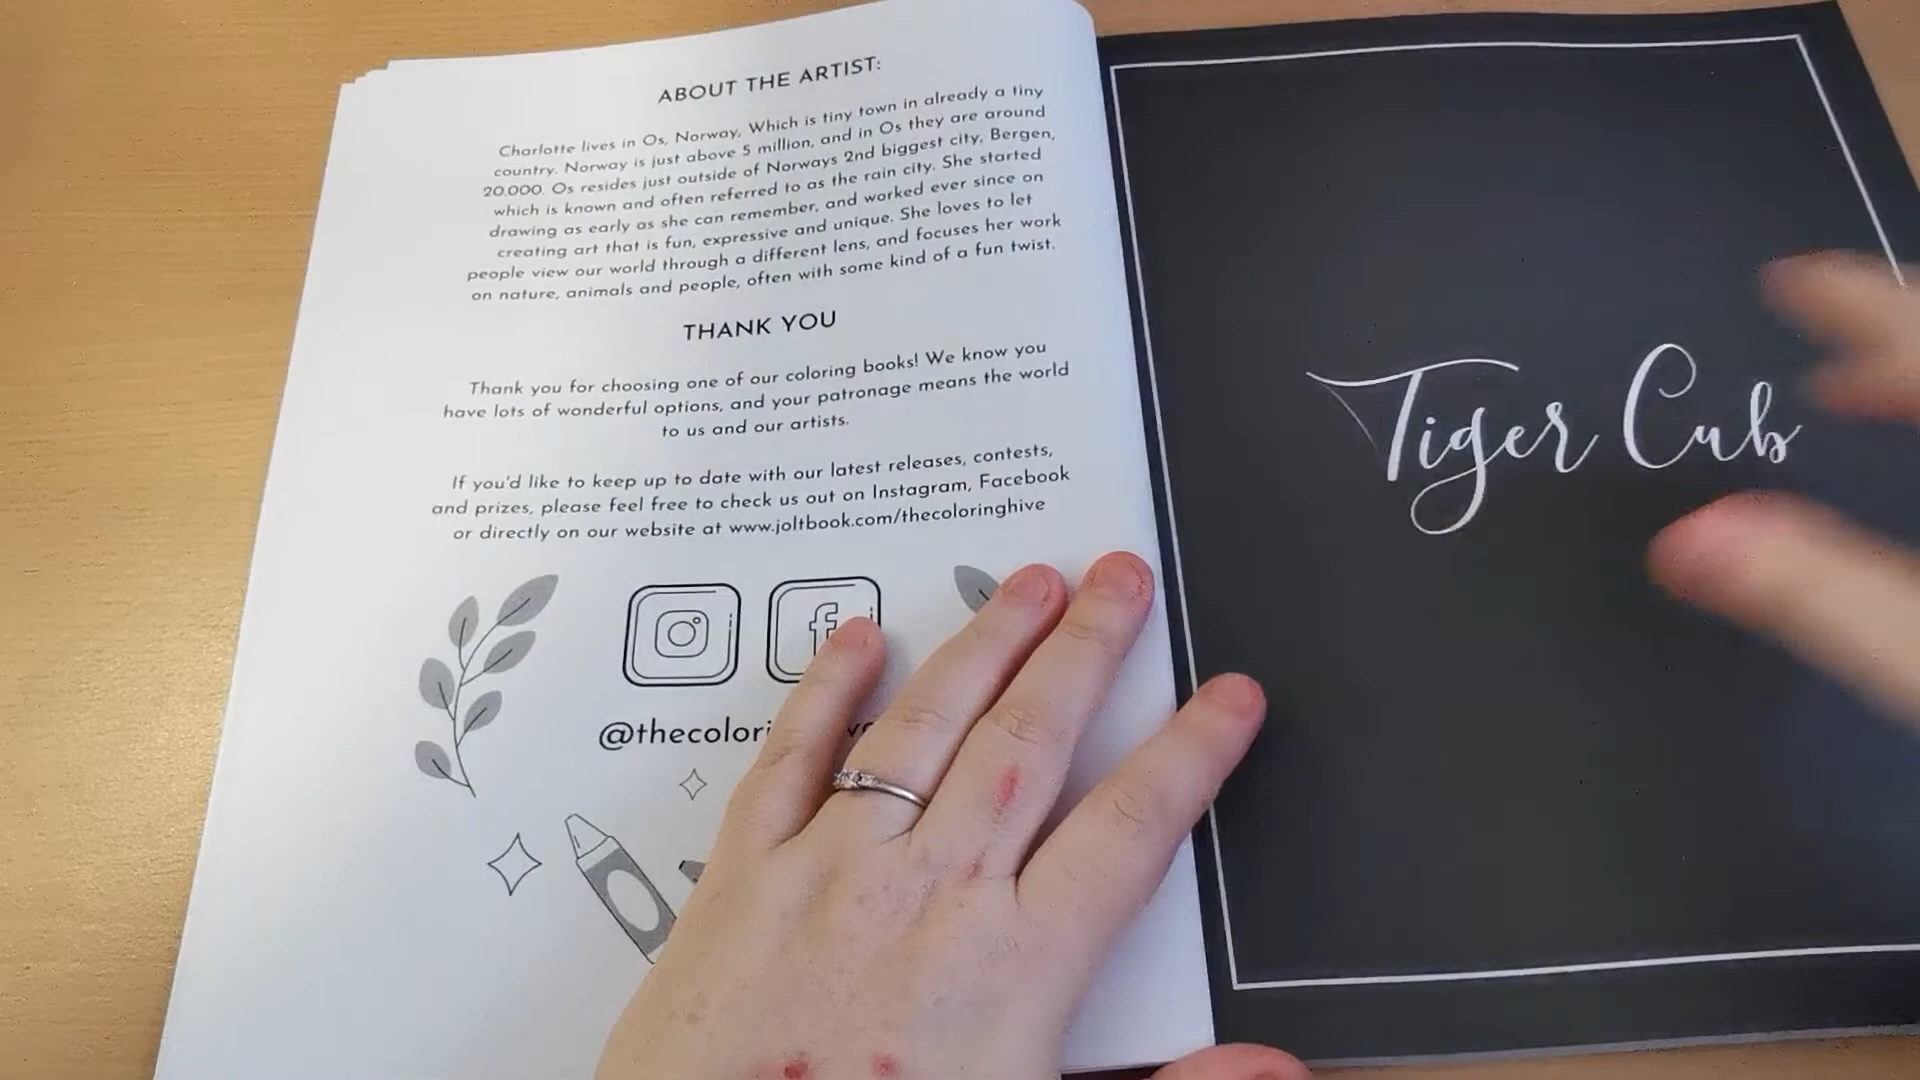 ABOUT THE ARTIST:
Charlotte lives in Os, Norway, Which is tiny town in already a tiny
country. Norway is just above 5 million, and in Os they are around
20.000. Os resides just outside of Norways 2nd biggest city, Bergen,
which is known and often referred to as the rain city. She started
drawing as early as she can remember, and worked ever since on
creating art that is fun, expressive and unique. She loves to let
people view our world through a different lens, and focuses her work
on nature, animals and people, often with some kind of a fun twist.
THANK YOU
Thank you for choosing one of our coloring books! We know you
have lots of wonderful options, and your patronage means the world
to us and our artists.
If you'd like to keep up to date with our latest releases, contests,
and prizes, please feel free to check us out on Instagram, Facebook
or directly on our website at www.joltbook.com/thecoloringhive
Tiger Cub